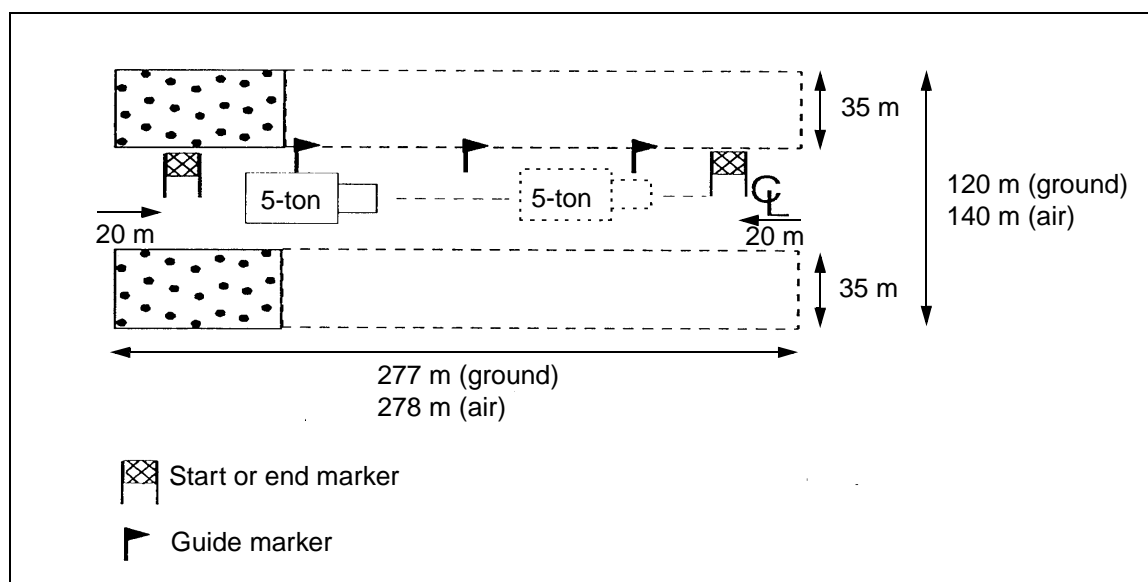 35 m
5-ton
5-ton
CL
120 m (ground)
140 m (air)
20 m
20 m
35 m
277 m (ground)
278 m (air)
Start or end marker
Guide marker